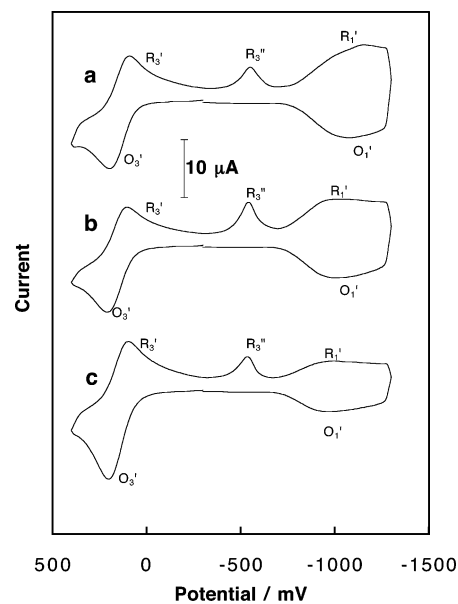 R₁'
R₃'
R₃"
a
O₃'
O₁'
10 µA
R₃"
R₁'
R₃'
b
O₁'
O₃'
R₃'
R₃"
R₁'
c
O₁'
O₃'
Current
500 0 -500 -1000 -1500
Potential / mV